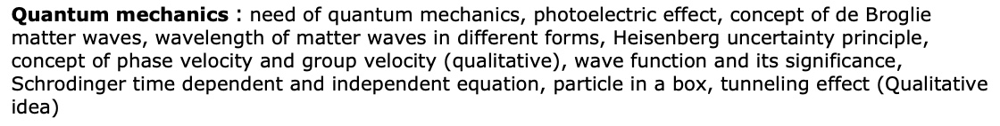 Quantum mechanics : need of quantum mechanics, photoelectric effect, concept of de Broglie
matter waves, wavelength of matter waves in different forms, Heisenberg uncertainty principle,
concept of phase velocity and group velocity (qualitative), wave function and its significance,
Schrodinger time dependent and independent equation, particle in a box, tunneling effect (Qualitative
idea)